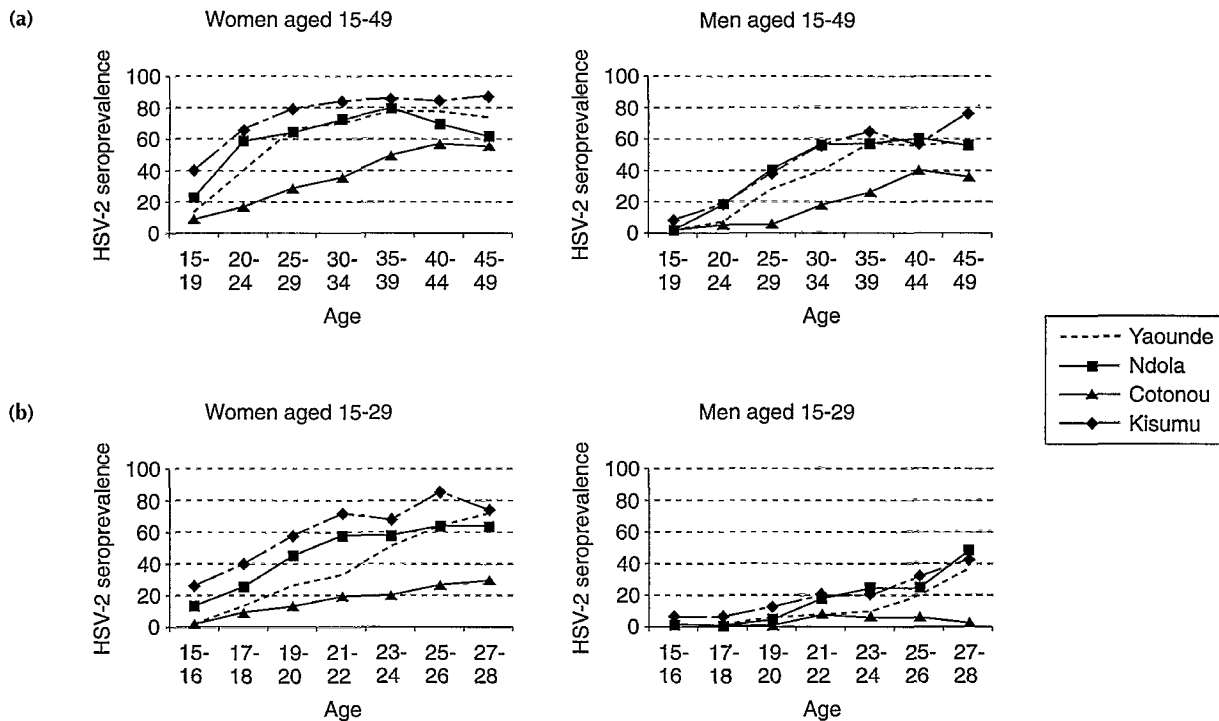 (a)
Women aged 15-49
HSV-2 seroprevalence
100
80
60
40
20
0
15-19
20-24
25-29
30-34
35-39
40-44
45-49
Age
Men aged 15-49
HSV-2 seroprevalence
100
80
60
40
20
0
15-19
20-24
25-29
30-34
35-39
40-44
45-49
Age
Yaounde
Ndola
Cotonou
Kisumu
(b)
Women aged 15-29
HSV-2 seroprevalence
100
80
60
40
20
0
15-16
17-18
19-20
21-22
23-24
25-26
27-28
Age
Men aged 15-29
HSV-2 seroprevalence
100
80
60
40
20
0
15-16
17-18
19-20
21-22
23-24
25-26
27-28
Age